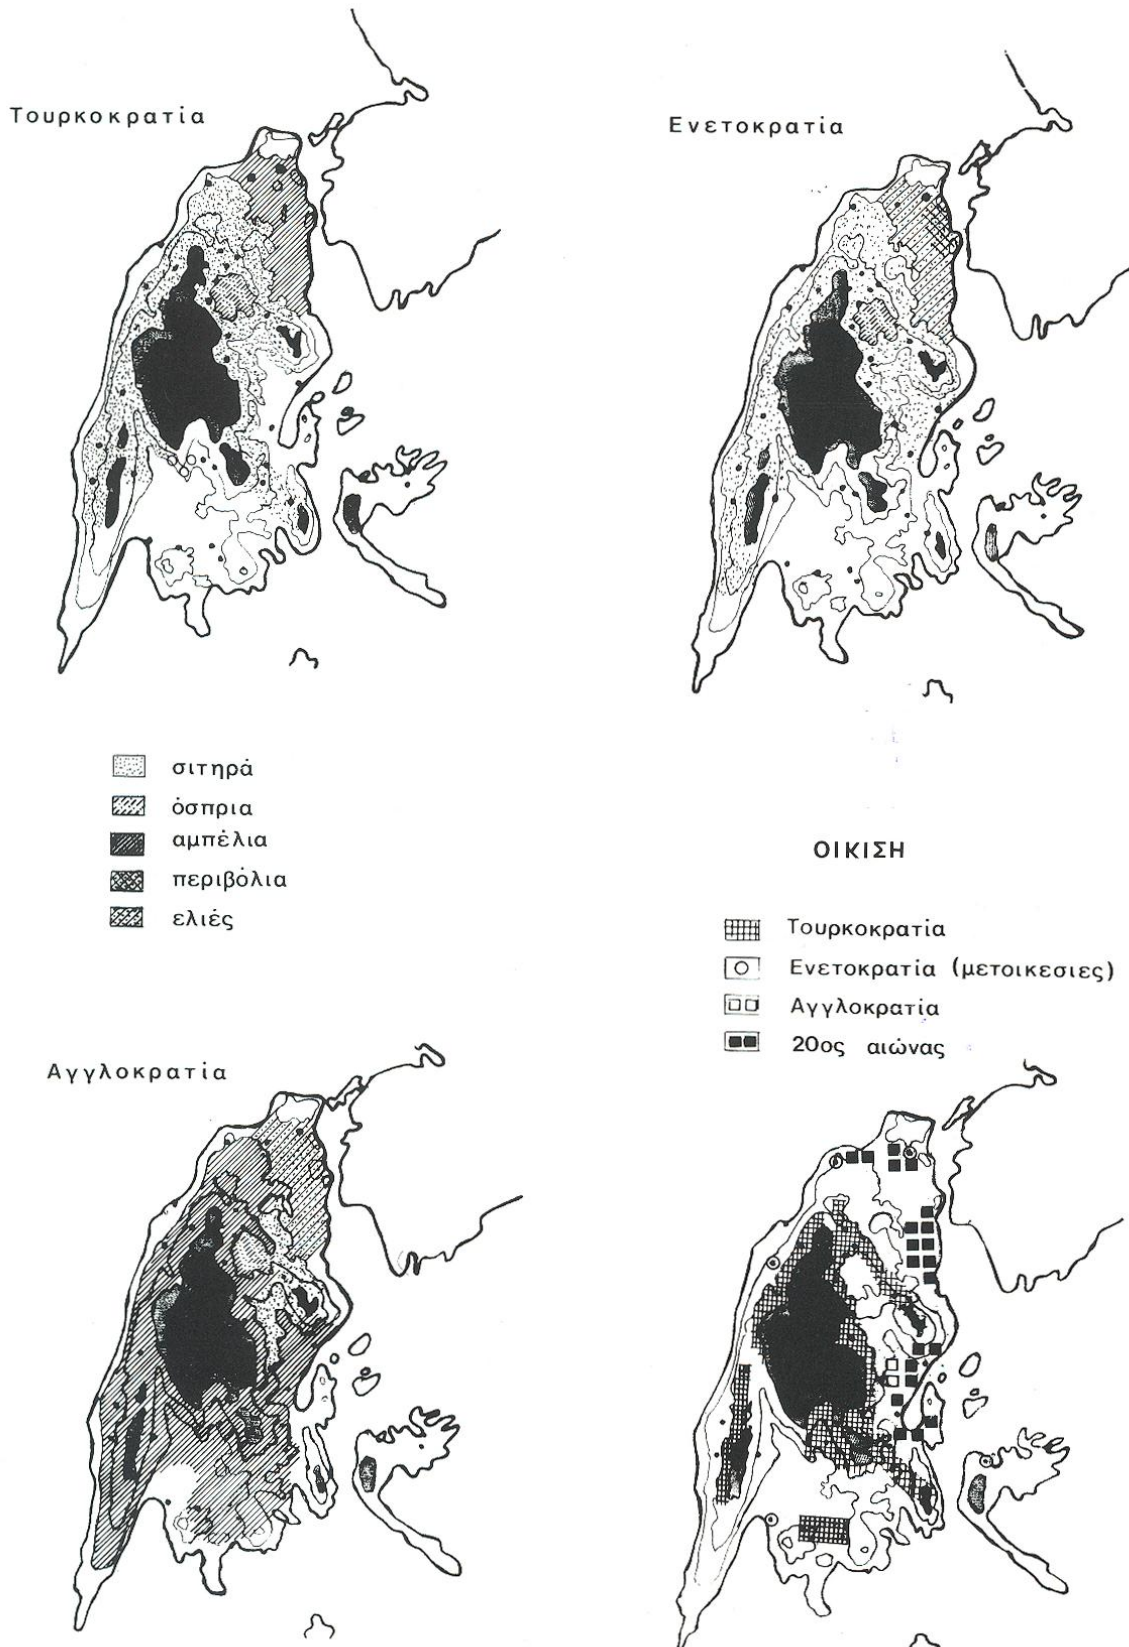 Τουρκοκρατία
Ενετοκρατία
σιτηρά
όσπρια
αμπέλια
περιβόλια
ελιές
ΟΙΚΙΣΗ
Τουρκοκρατία
Ενετοκρατία (μετοικεσιες)
Αγγλοκρατία
20ος αιώνας
Αγγλοκρατία